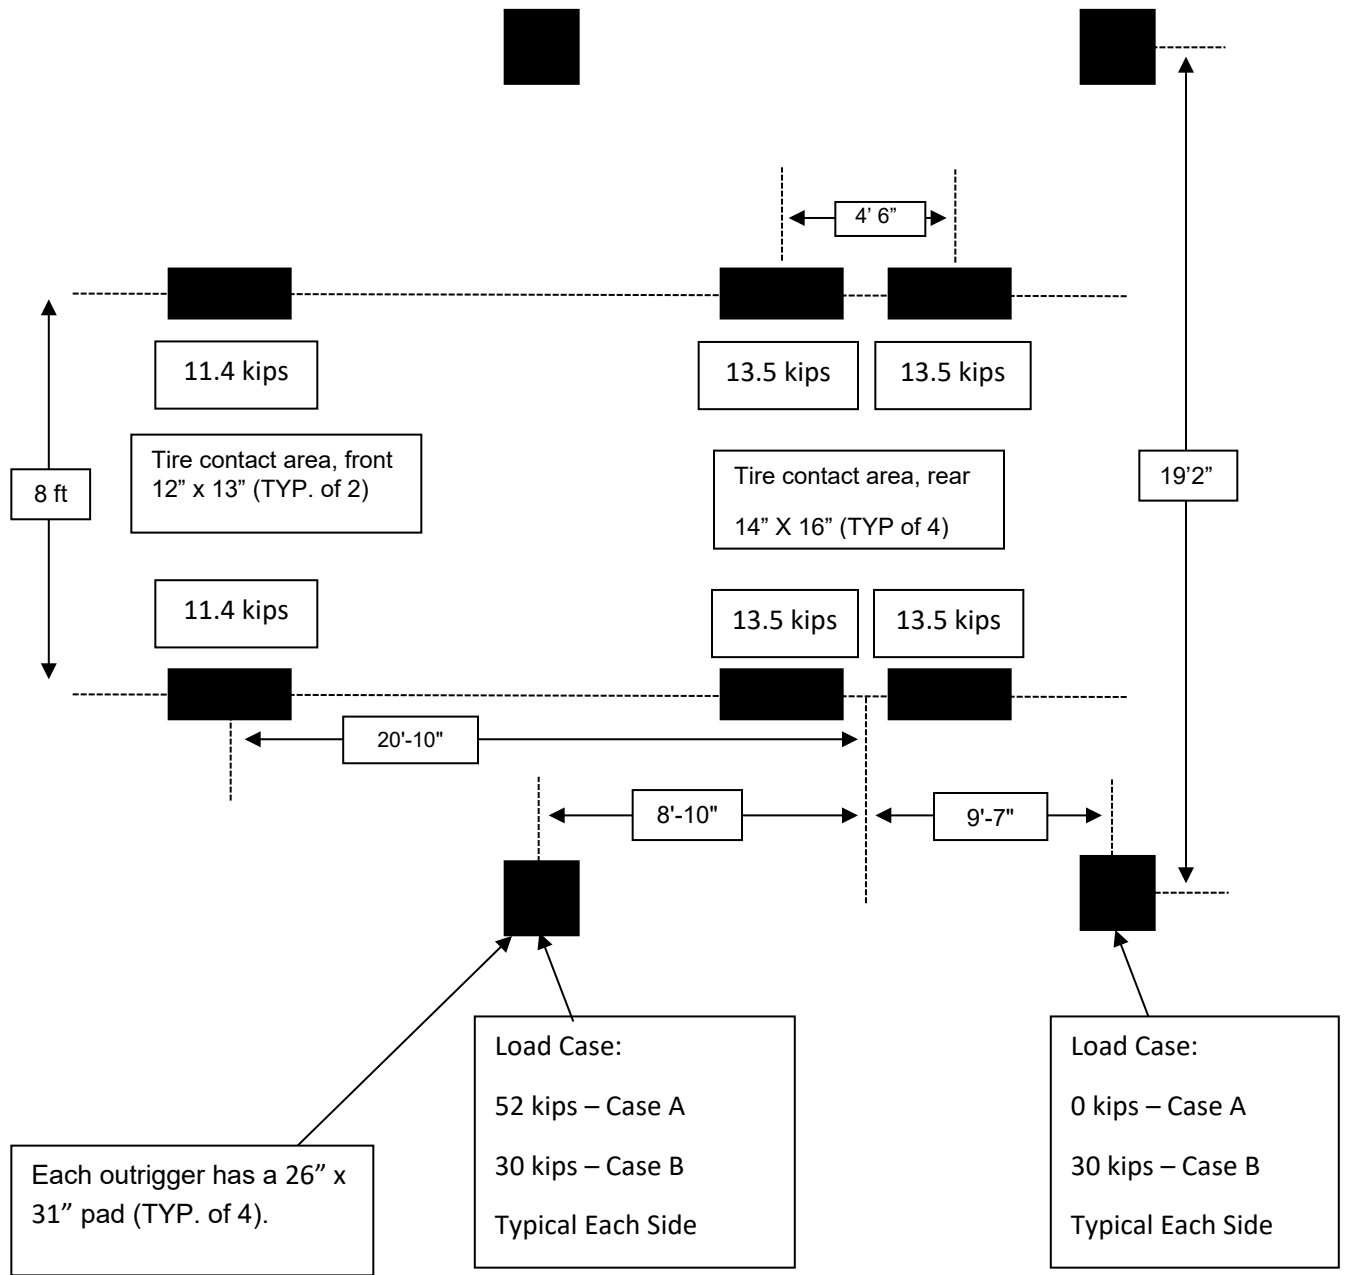 4' 6”
11.4 kips
13.5 kips
13.5 kips
8 ft
Tire contact area, front
12” x 13” (TYP. of 2)
Tire contact area, rear
14” X 16” (TYP of 4)
19’2”
11.4 kips
13.5 kips
13.5 kips
20'-10"
8'-10"
9'-7"
Each outrigger has a 26” x
31” pad (TYP. of 4).
Load Case:
52 kips – Case A
30 kips – Case B
Typical Each Side
Load Case:
0 kips – Case A
30 kips – Case B
Typical Each Side